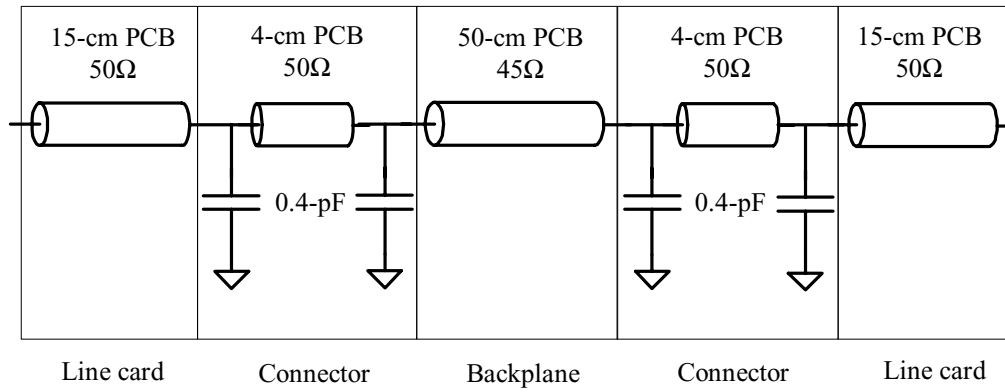 15-cm PCB
50Ω
4-cm PCB
50Ω
50-cm PCB
45Ω
4-cm PCB
50Ω
15-cm PCB
50Ω
0.4-pF
0.4-pF
Line card
Connector
Backplane
Connector
Line card